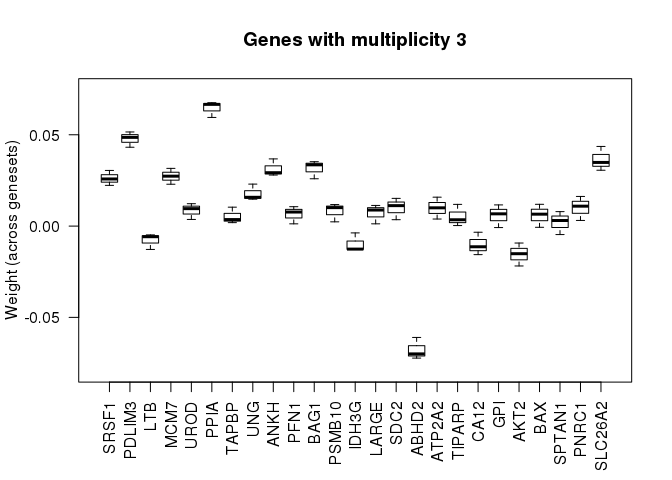 Genes with multiplicity 3
Weight (across genesets)
0.05
0.00
-0.05
SRSF1
PDLIM3
LTB
MCM7
UROD
PPIA
TAPBP
UNG
ANKH
PFN1
BAG1
PSMB10
IDH3G
LARGE
SDC2
ABHD2
ATP2A2
TIPARP
CA12
GPI
AKT2
BAX
SPTAN1
PNRC1
SLC26A2